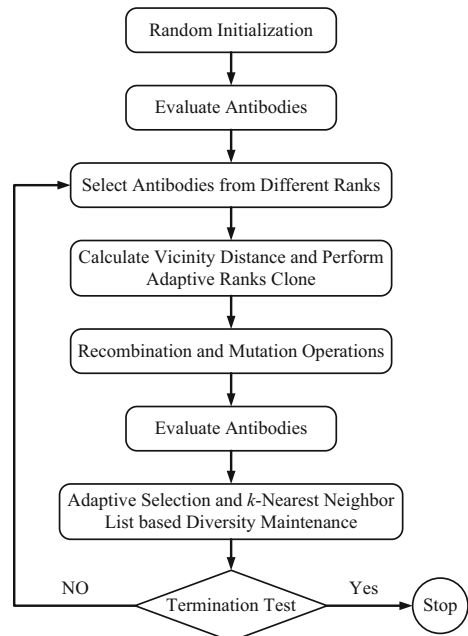 Random Initialization
Evaluate Antibodies
Select Antibodies from Different Ranks
Calculate Vicinity Distance and Perform
Adaptive Ranks Clone
Recombination and Mutation Operations
Evaluate Antibodies
Adaptive Selection and k-Nearest Neighbor
List based Diversity Maintenance
NO
Termination Test
Yes
Stop